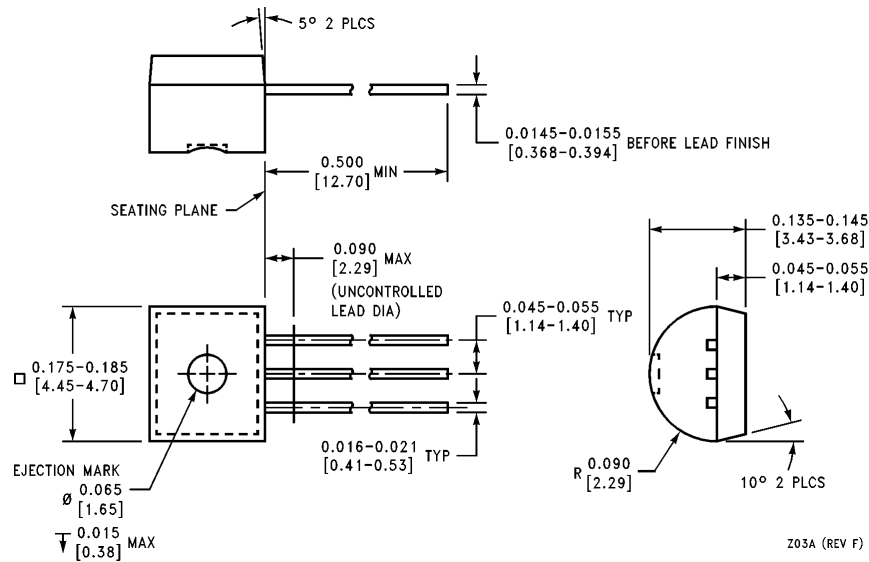 5° 2 PLCS
0.0145-0.0155
[0.368-0.394] BEFORE LEAD FINISH
0.500
[12.70] MIN
SEATING PLANE
0.090
[2.29] MAX
(UNCONTROLLED
LEAD DIA)
0.045-0.055
[1.14-1.40] TYP
0.135-0.145
[3.43-3.68]
0.045-0.055
[1.14-1.40]
0.175-0.185
[4.45-4.70]
0.016-0.021
[0.41-0.53] TYP
EJECTION MARK
Ø 0.065
[1.65]
0.015
[0.38] MAX
R 0.090
[2.29]
10° 2 PLCS
Z03A (REV F)